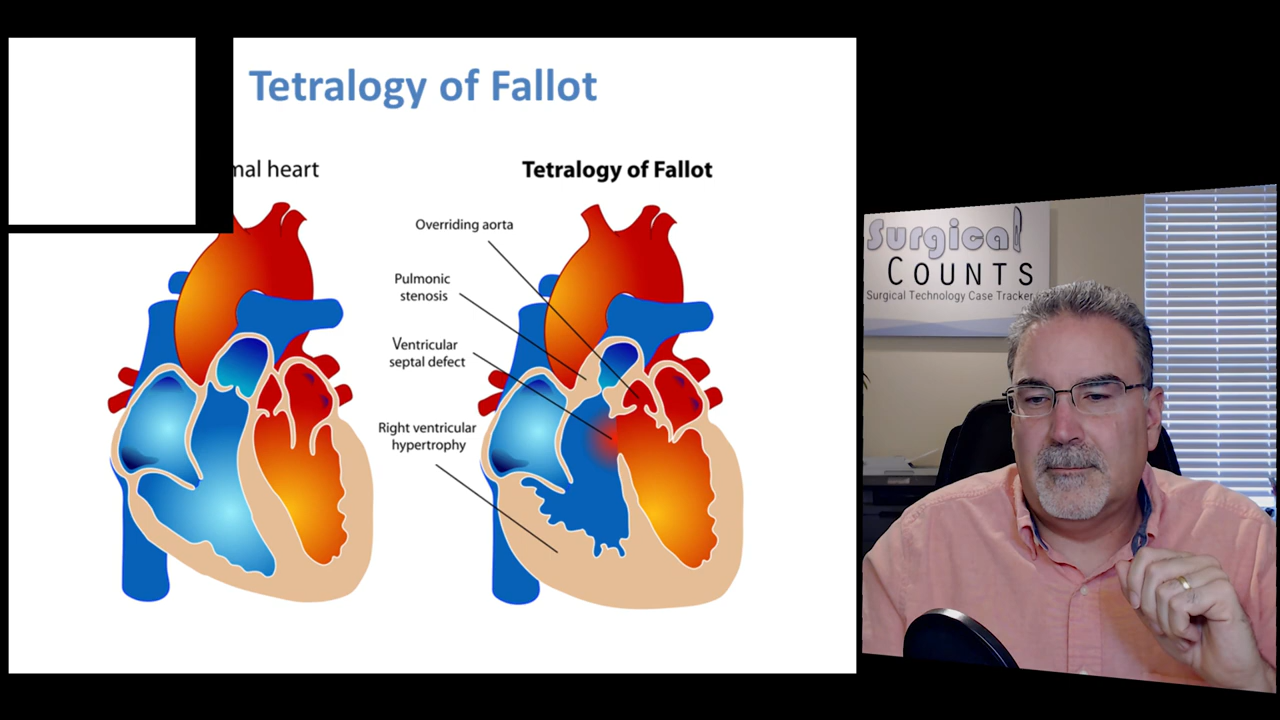 Tetralogy of Fallot
mal heart
Tetralogy of Fallot
Overriding aorta
Pulmonic
stenosis
Ventricular
septal defect
Right ventricular
hypertrophy
Surgical
COUNTS
Surgical Technology Case Tracker